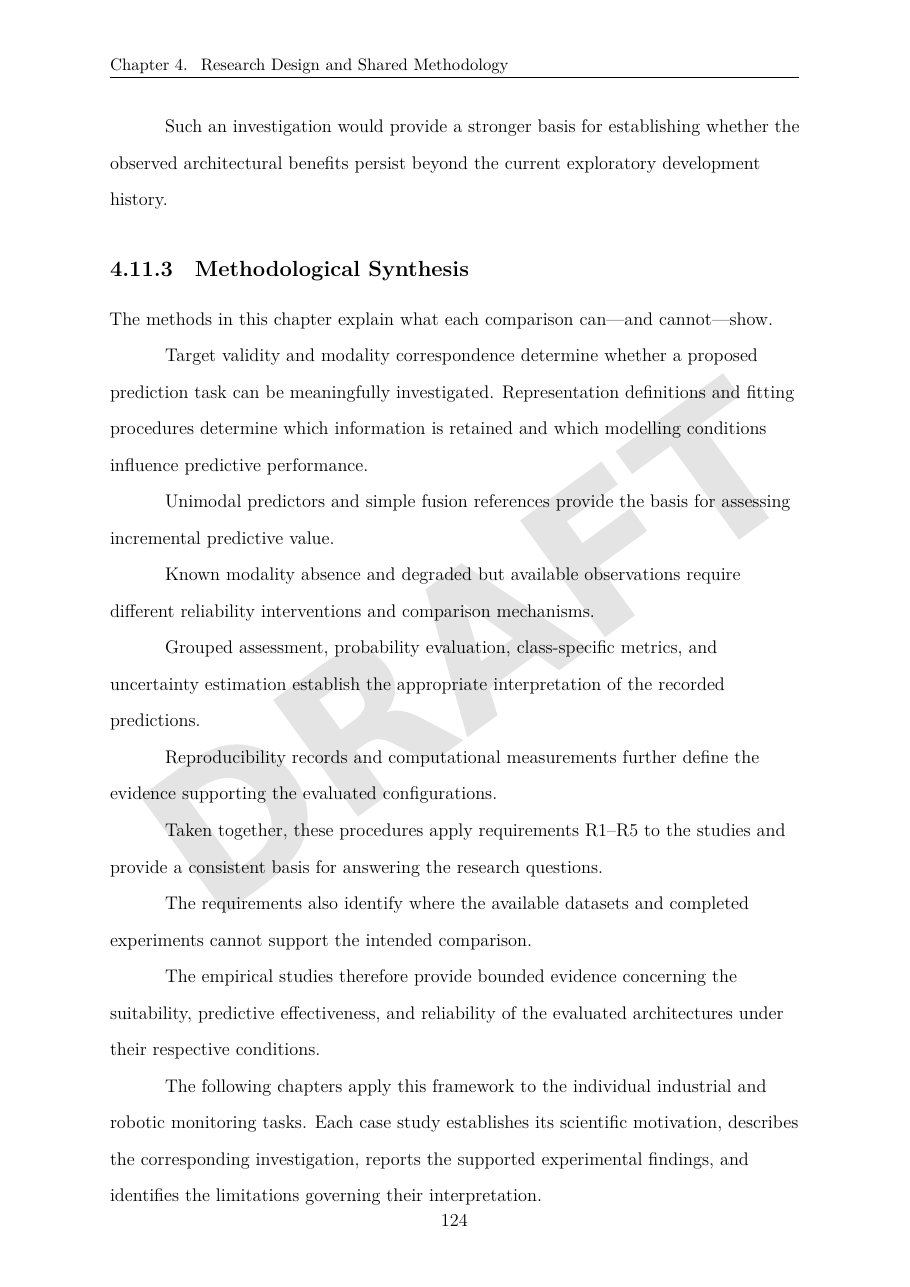 Chapter 4. Research Design and Shared Methodology
Such an investigation would provide a stronger basis for establishing whether the
observed architectural benefits persist beyond the current exploratory development
history.
4.11.3 Methodological Synthesis
The methods in this chapter explain what each comparison can—and cannot—show.
Target validity and modality correspondence determine whether a proposed
prediction task can be meaningfully investigated. Representation definitions and fitting
procedures determine which information is retained and which modelling conditions
influence predictive performance.
Unimodal predictors and simple fusion references provide the basis for assessing
incremental predictive value.
Known modality absence and degraded but available observations require
different reliability interventions and comparison mechanisms.
Grouped assessment, probability evaluation, class-specific metrics, and
uncertainty estimation establish the appropriate interpretation of the recorded
predictions.
Reproducibility records and computational measurements further define the
evidence supporting the evaluated configurations.
Taken together, these procedures apply requirements R1–R5 to the studies and
provide a consistent basis for answering the research questions.
The requirements also identify where the available datasets and completed
experiments cannot support the intended comparison.
The empirical studies therefore provide bounded evidence concerning the
suitability, predictive effectiveness, and reliability of the evaluated architectures under
their respective conditions.
The following chapters apply this framework to the individual industrial and
robotic monitoring tasks. Each case study establishes its scientific motivation, describes
the corresponding investigation, reports the supported experimental findings, and
identifies the limitations governing their interpretation.
124
DRAFT